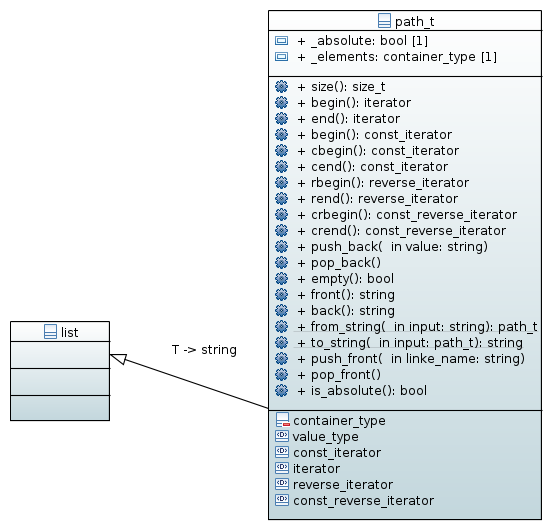 path_t
+ _absolute: bool [1]
+ _elements: container_type [1]
+ size(): size_t
+ begin(): iterator
+ end(): iterator
+ begin(): const_iterator
+ cbegin(): const_iterator
+ cend(): const_iterator
+ rbegin(): reverse_iterator
+ rend(): reverse_iterator
+ crbegin(): const_reverse_iterator
+ crend(): const_reverse_iterator
+ push_back(  in value: string)
+ pop_back()
+ empty(): bool
+ front(): string
+ back(): string
+ from_string(  in input: string): path_t
+ to_string(  in input: path_t): string
+ push_front(  in linke_name: string)
+ pop_front()
+ is_absolute(): bool
container_type
value_type
const_iterator
iterator
reverse_iterator
const_reverse_iterator
list
T -> string